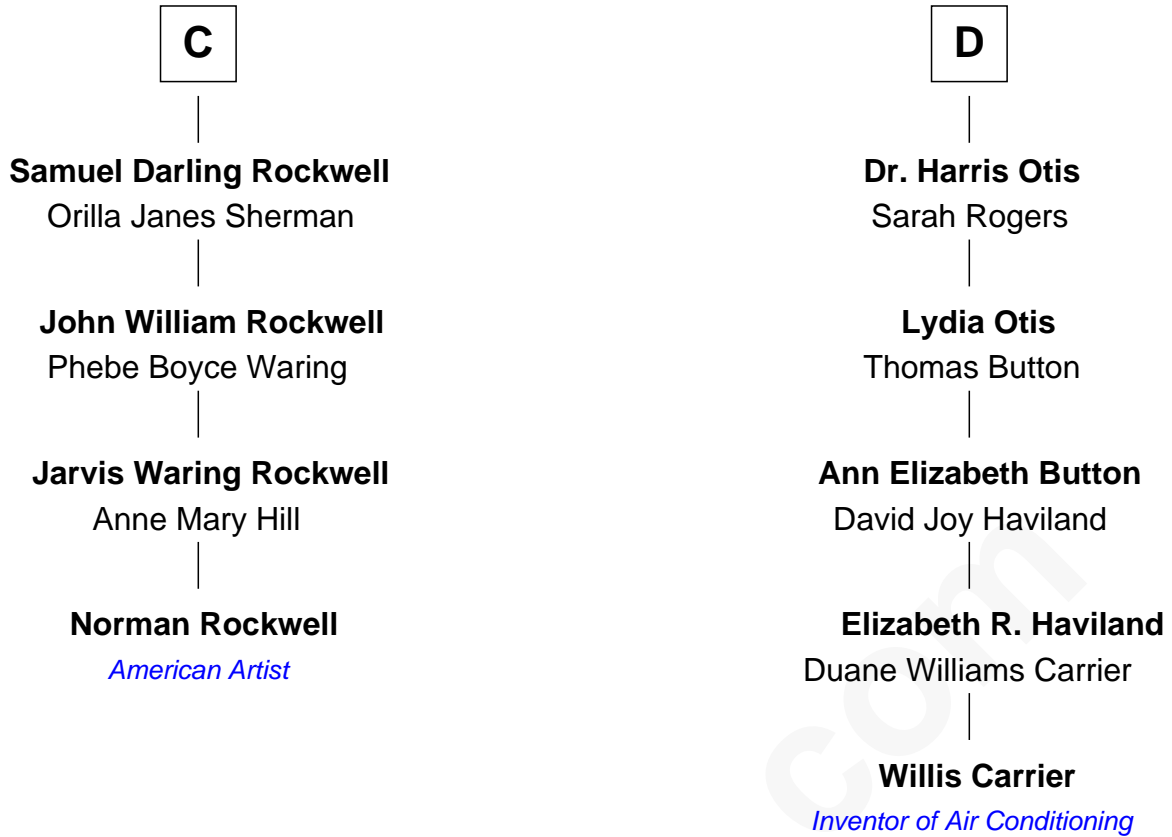 C
Samuel Darling Rockwell
Orilla Janes Sherman
John William Rockwell
Phebe Boyce Waring
Jarvis Waring Rockwell
Anne Mary Hill
Norman Rockwell
American Artist
D
Dr. Harris Otis
Sarah Rogers
Lydia Otis
Thomas Button
Ann Elizabeth Button
David Joy Haviland
Elizabeth R. Haviland
Duane Williams Carrier
Willis Carrier
Inventor of Air Conditioning
com